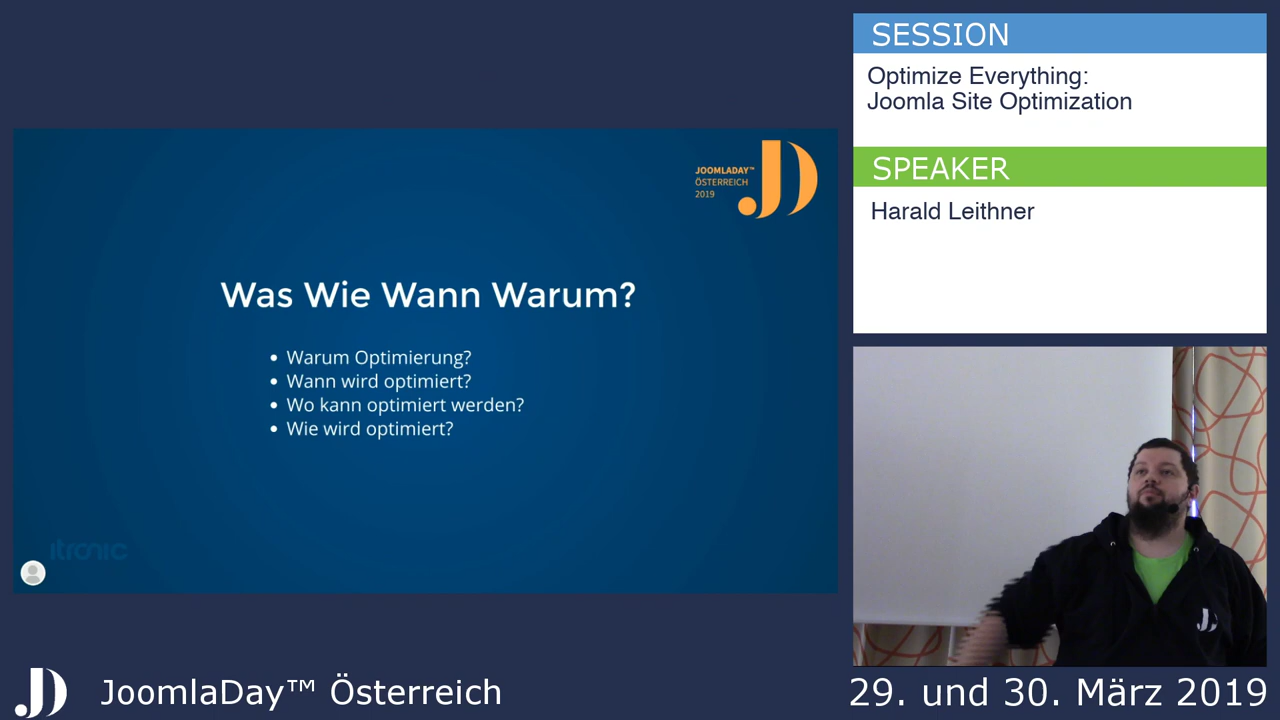 SESSION
Optimize Everything:
Joomla Site Optimization
SPEAKER
Harald Leithner
JOOMLADAY™
ÖSTERREICH
2019
Was Wie Wann Warum?
• Warum Optimierung?
• Wann wird optimiert?
• Wo kann optimiert werden?
• Wie wird optimiert?
itronic
JoomlaDay™ Österreich
29. und 30. März 2019